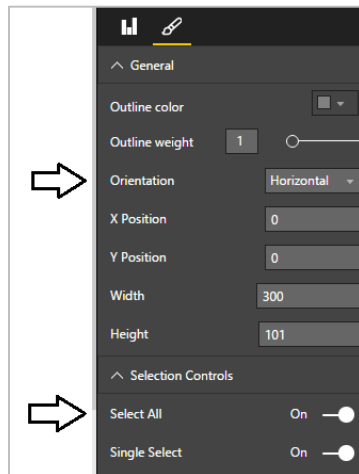 General
Outline color
Outline weight 1
Orientation Horizontal
X Position 0
Y Position 0
Width 300
Height 101
Selection Controls
Select All On
Single Select On